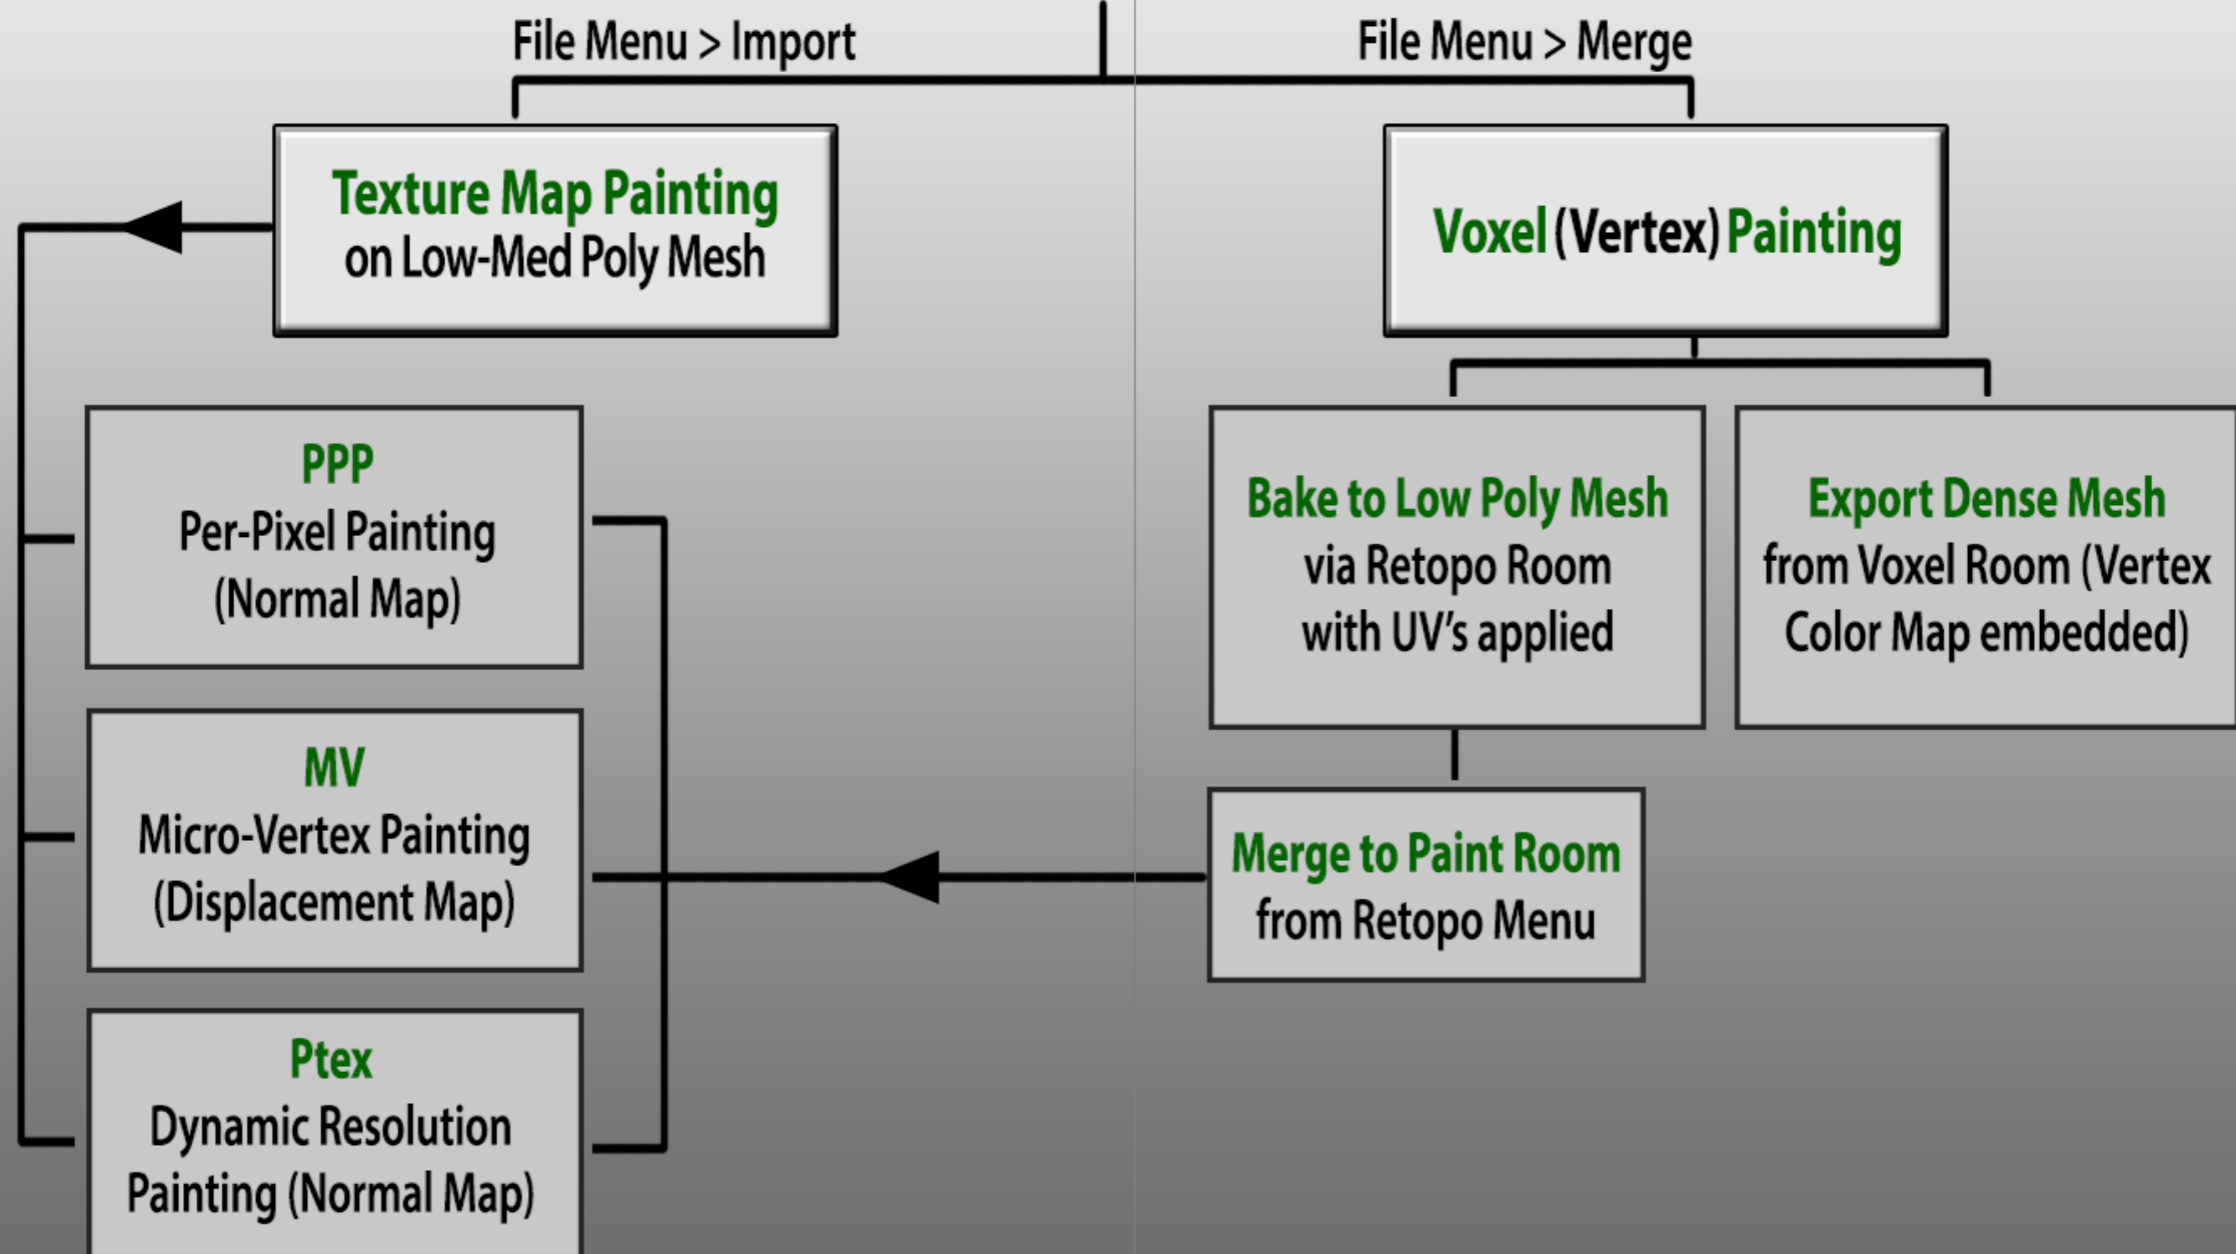 File Menu > Import
File Menu > Merge
Texture Map Painting
on Low-Med Poly Mesh
Voxel (Vertex) Painting
PPP
Per-Pixel Painting
(Normal Map)
Bake to Low Poly Mesh
via Retopo Room
with UV's applied
Export Dense Mesh
from Voxel Room (Vertex
Color Map embedded)
MV
Micro-Vertex Painting
(Displacement Map)
Merge to Paint Room
from Retopo Menu
Ptex
Dynamic Resolution
Painting (Normal Map)